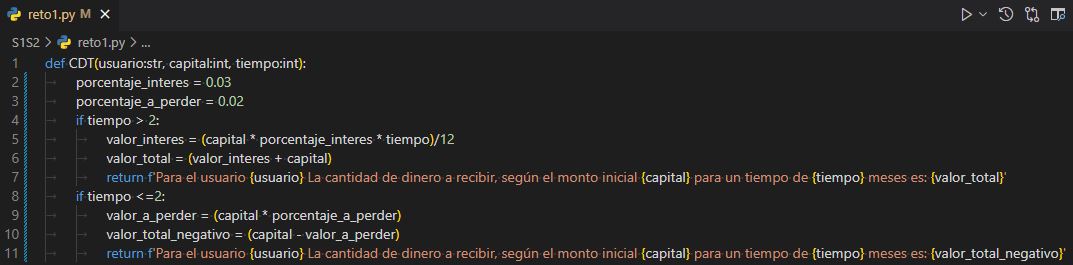 reto1.py M
S1S2 > reto1.py > ...
1 def CDT(usuario:str, capital:int, tiempo:int):
2 porcentaje_interes = 0.03
3 porcentaje_a_perder = 0.02
4 if tiempo > 2:
5 valor_interes = (capital * porcentaje_interes * tiempo)/12
6 valor_total = (valor_interes + capital)
7 return f'Para el usuario {usuario} La cantidad de dinero a recibir, según el monto inicial {capital} para un tiempo de {tiempo} meses es: {valor_total}'
8 if tiempo <=2:
9 valor_a_perder = (capital * porcentaje_a_perder)
10 valor_total_negativo = (capital - valor_a_perder)
11 return f'Para el usuario {usuario} La cantidad de dinero a recibir, según el monto inicial {capital} para un tiempo de {tiempo} meses es: {valor_total_negativo}'